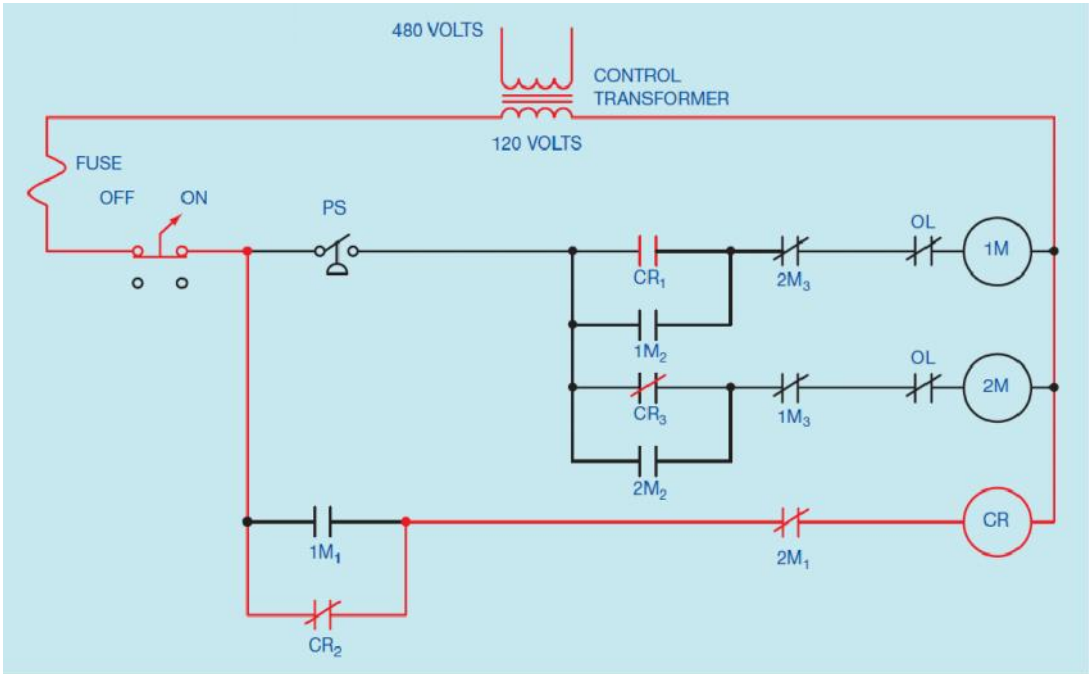 480 VOLTS
CONTROL
TRANSFORMER
120 VOLTS
FUSE
OFF
ON
PS
OL
1M
CR₁
2M₃
1M₂
OL
2M
CR₃
1M₃
2M₂
CR
1M₁
2M₁
CR₂